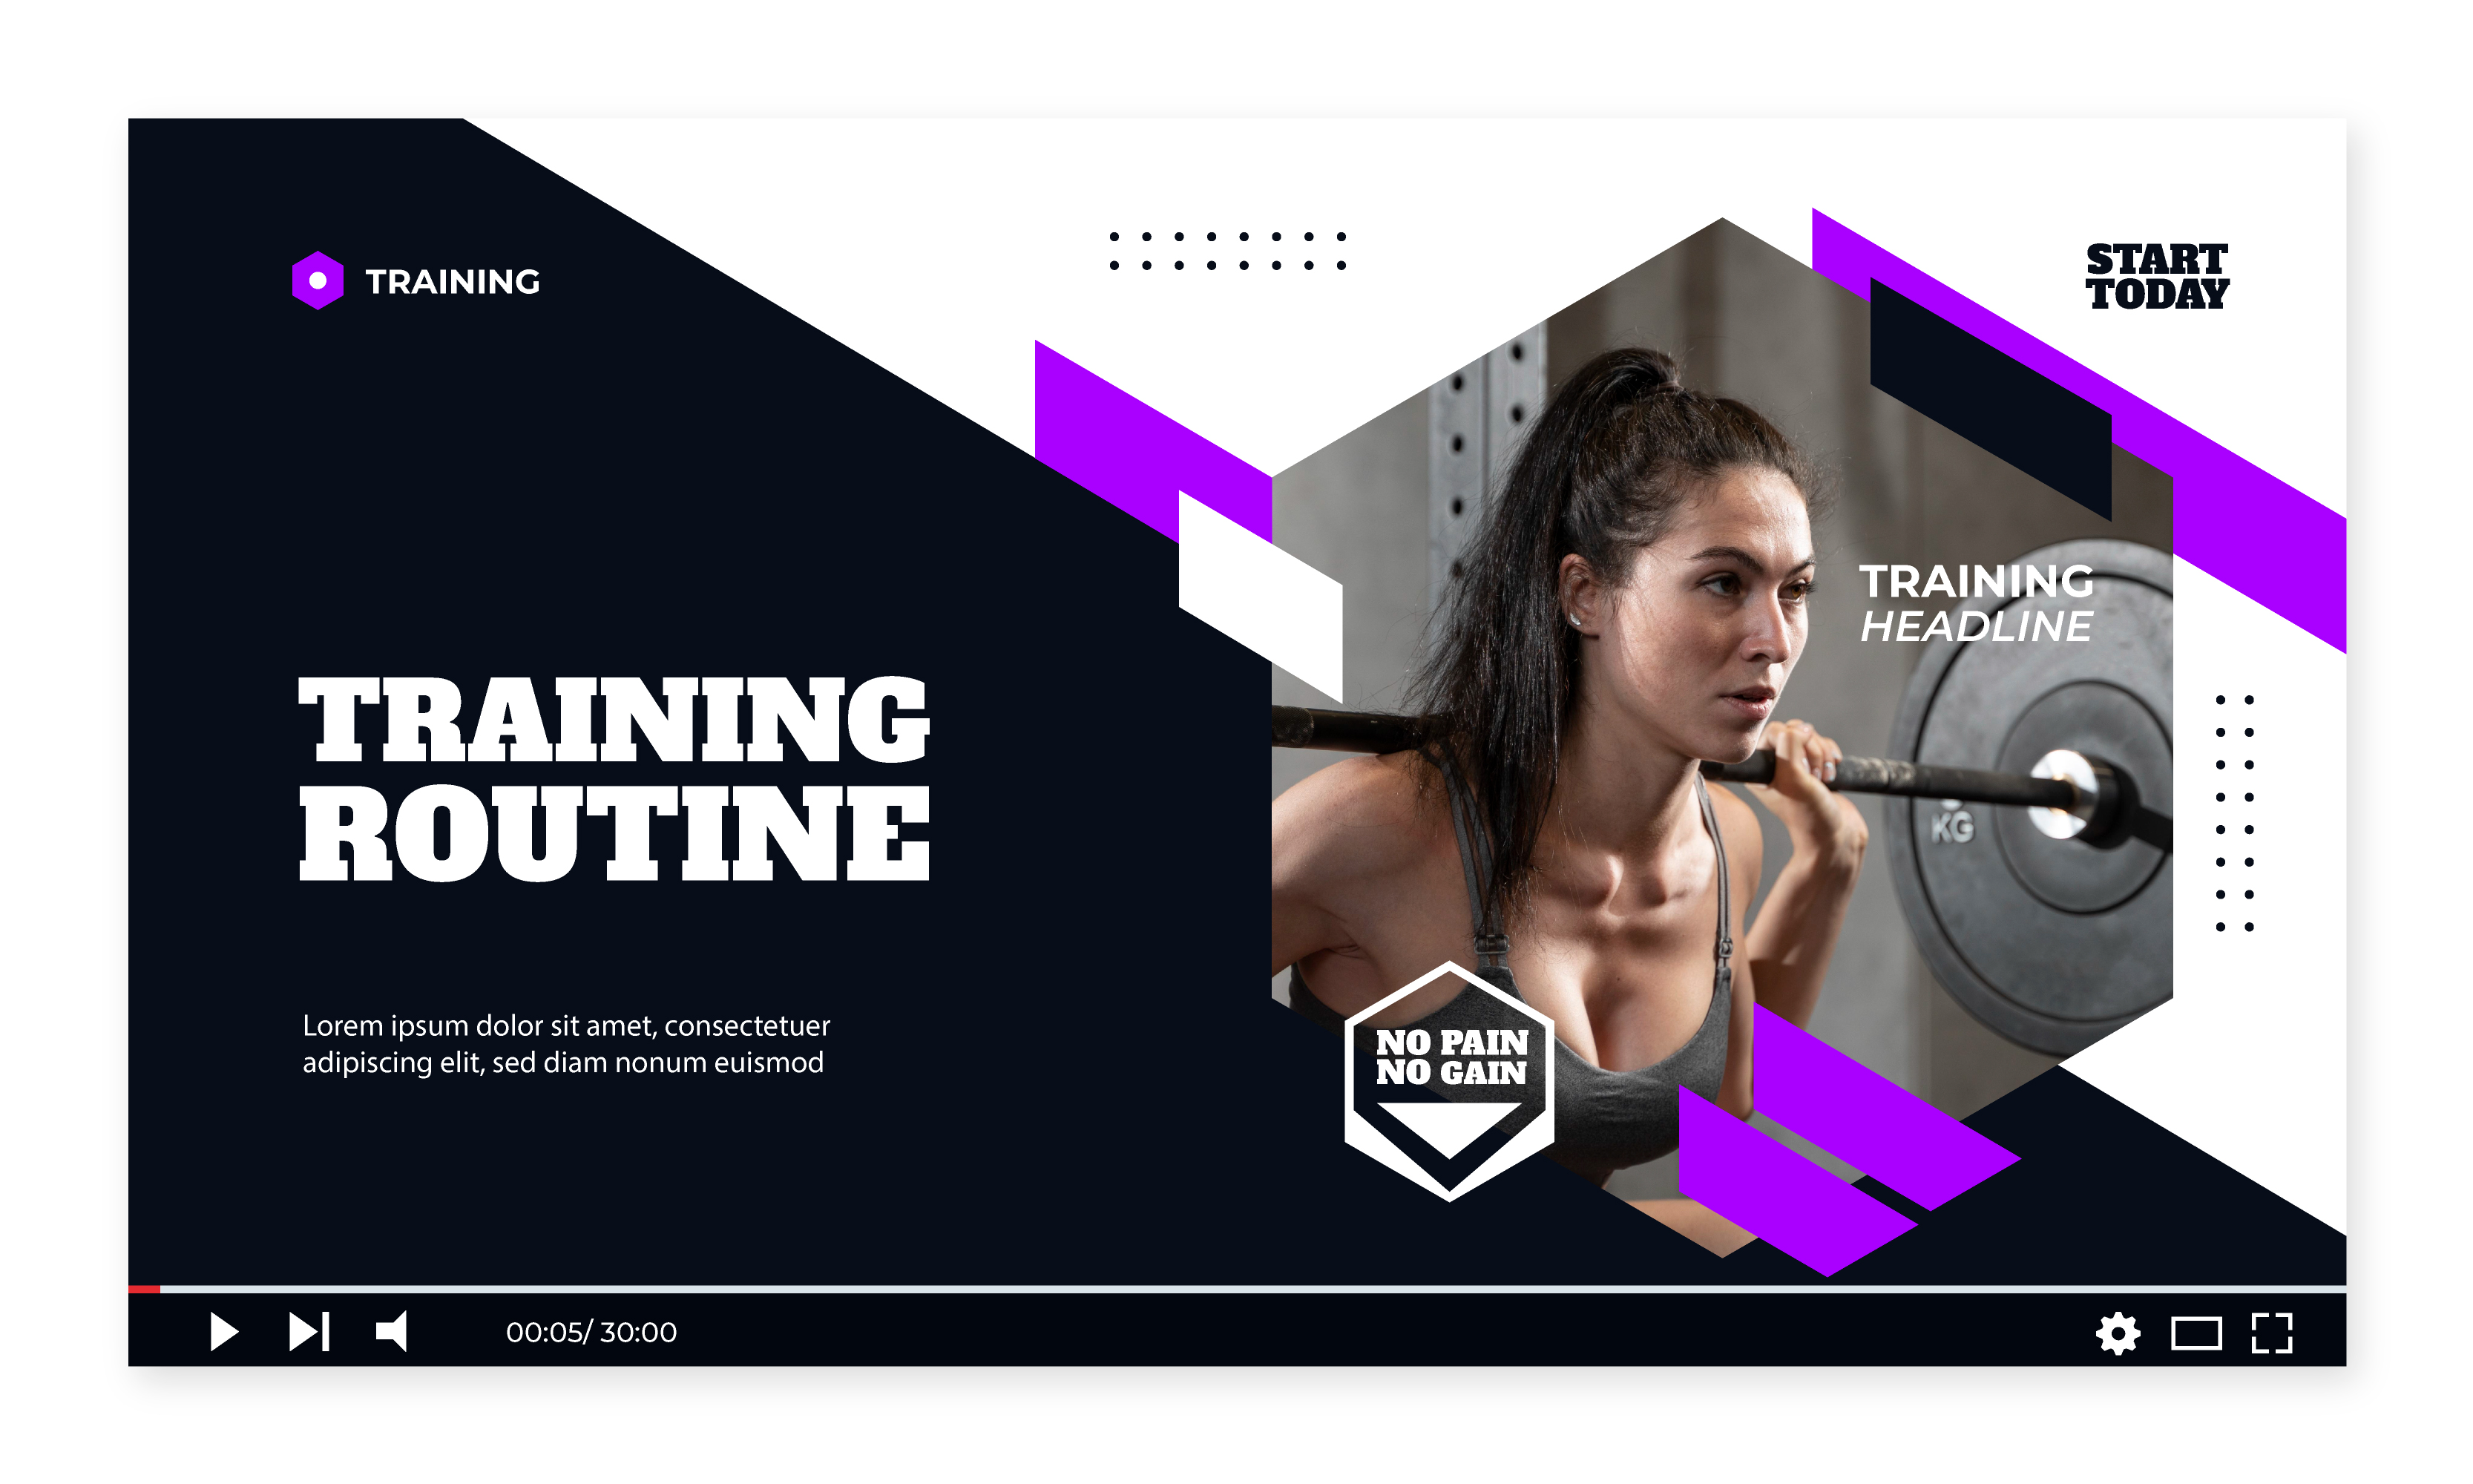 TRAINING
START
TODAY
TRAINING
HEADLINE
TRAINING
ROUTINE
KG
Lorem ipsum dolor sit amet, consectetuer
adipiscing elit, sed diam nonum euismod
NO PAIN
NO GAIN
00:05/ 30:00